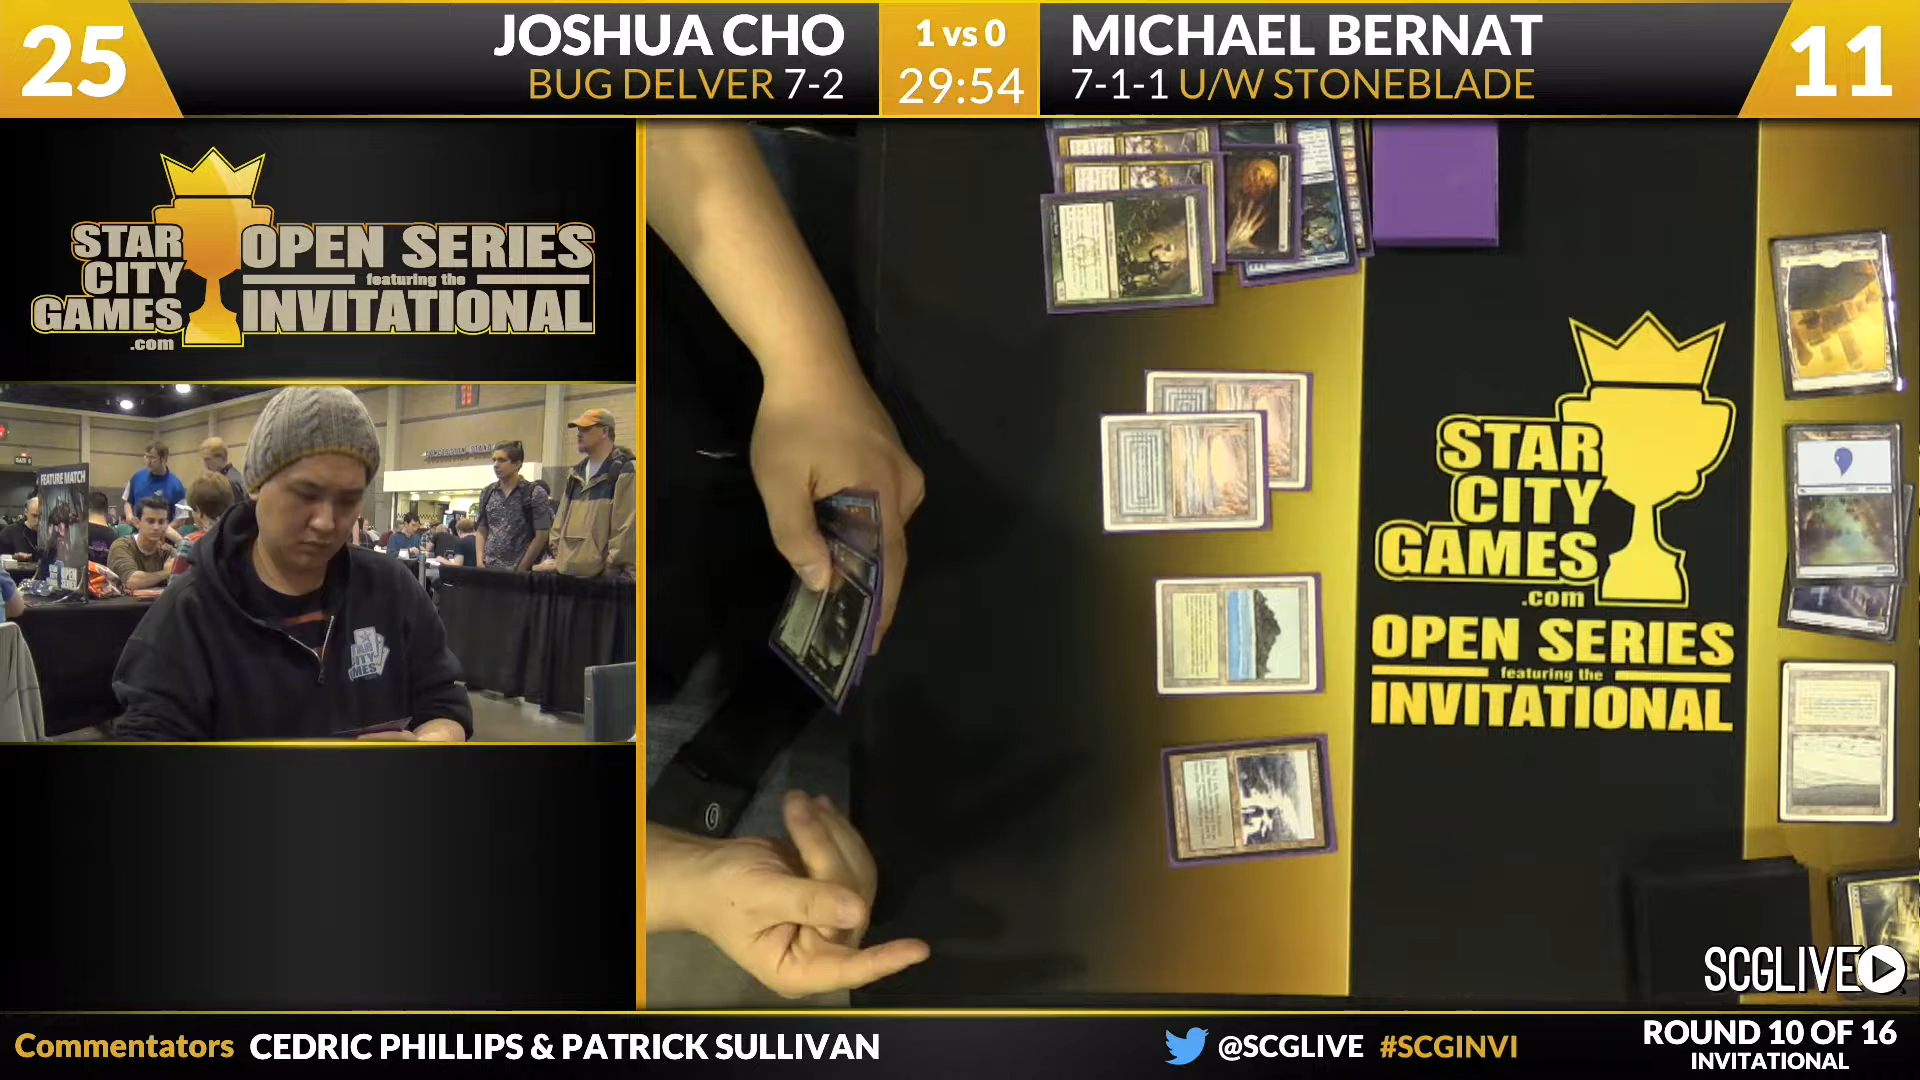 25
JOSHUA CHO
BUG DELVER 7-2
1 vs 0
29:54
MICHAEL BERNAT
7-1-1 U/W STONEBLADE
11
STAR CITY GAMES .com
OPEN SERIES
featuring the
INVITATIONAL
FEATURE MATCH
STAR
CITY
GAMES
.com
OPEN SERIES
featuring the
INVITATIONAL
SCGLIVE
Commentators CEDRIC PHILLIPS & PATRICK SULLIVAN
@SCGLIVE #SCGINVI
ROUND 10 OF 16
INVITATIONAL